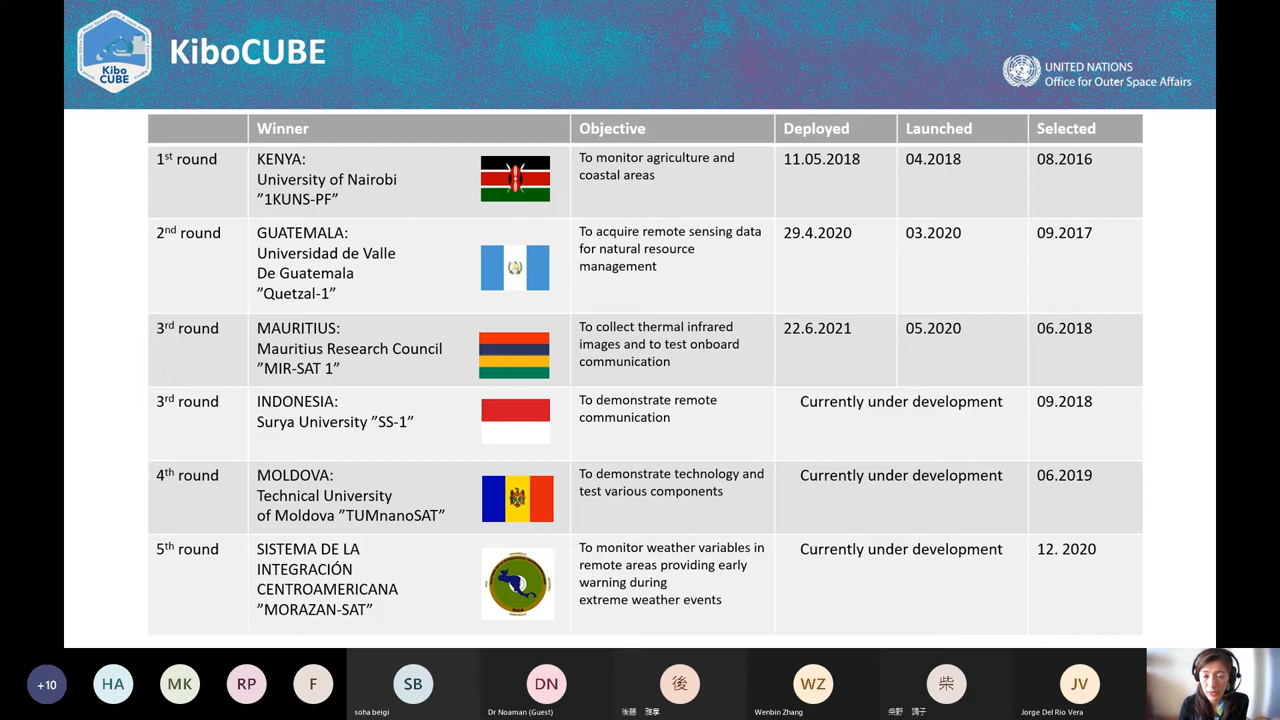 Kibo
CUBE
KiboCUBE
UNITED NATIONS
Office for Outer Space Affairs
Winner Objective Deployed Launched Selected
1st round
KENYA:
University of Nairobi
”1KUNS-PF”
To monitor agriculture and
coastal areas
11.05.2018
04.2018
08.2016
2nd round
GUATEMALA:
Universidad de Valle
De Guatemala
”Quetzal-1”
To acquire remote sensing data
for natural resource
management
29.4.2020
03.2020
09.2017
3rd round
MAURITIUS:
Mauritius Research Council
”MIR-SAT 1”
To collect thermal infrared
images and to test onboard
communication
22.6.2021
05.2020
06.2018
3rd round
INDONESIA:
Surya University ”SS-1”
To demonstrate remote
communication
Currently under development
09.2018
4th round
MOLDOVA:
Technical University
of Moldova ”TUMnanoSAT”
To demonstrate technology and
test various components
Currently under development
06.2019
5th round
SISTEMA DE LA
INTEGRACIÓN
CENTROAMERICANA
”MORAZAN-SAT”
To monitor weather variables in
remote areas providing early
warning during
extreme weather events
Currently under development
12. 2020
+10
HA
MK
RP
F
SB
soha beigi
DN
Dr Noaman (Guest)
後
後藤 雅享
WZ
Wenbin Zhang
柴
JV
Jorge Del Rio Vera